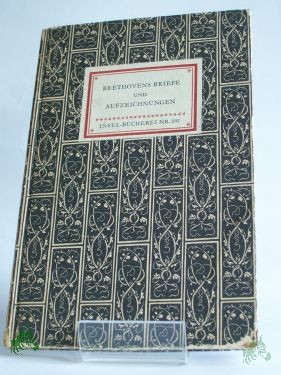 BEETHOVENS BRIEFE
UND
AUFZEICHNUNGEN
INSEL-BÜCHEREI NR. 241